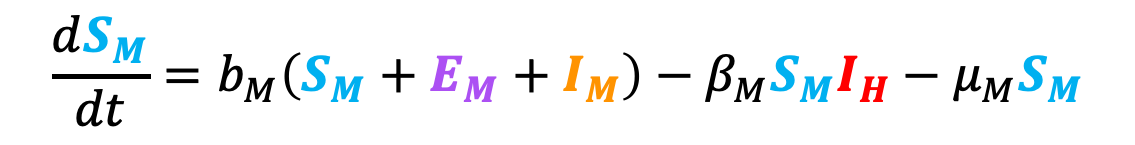 dS_M/dt = b_M(S_M + E_M + I_M) − β_M S_M I_H − μ_M S_M